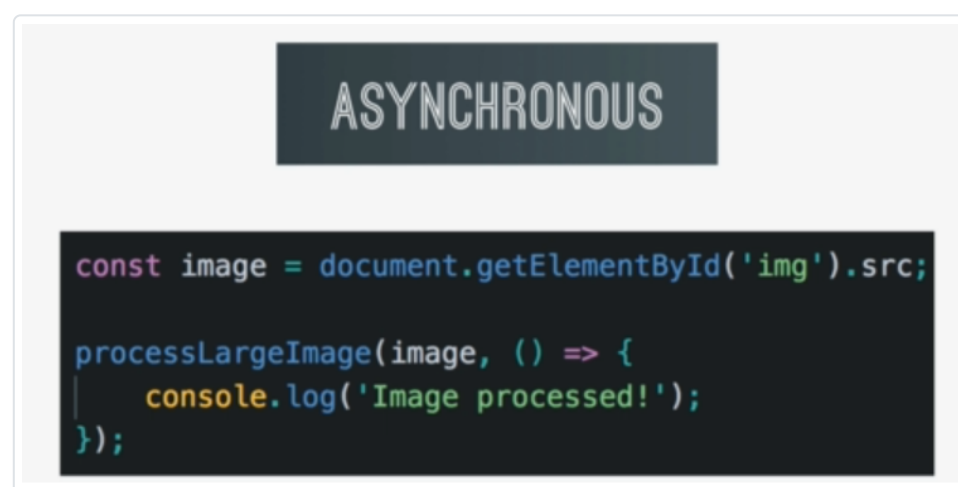 ASYNCHRONOUS
const image = document.getElementById('img').src;
processLargeImage(image, () => {
    console.log('Image processed!');
});